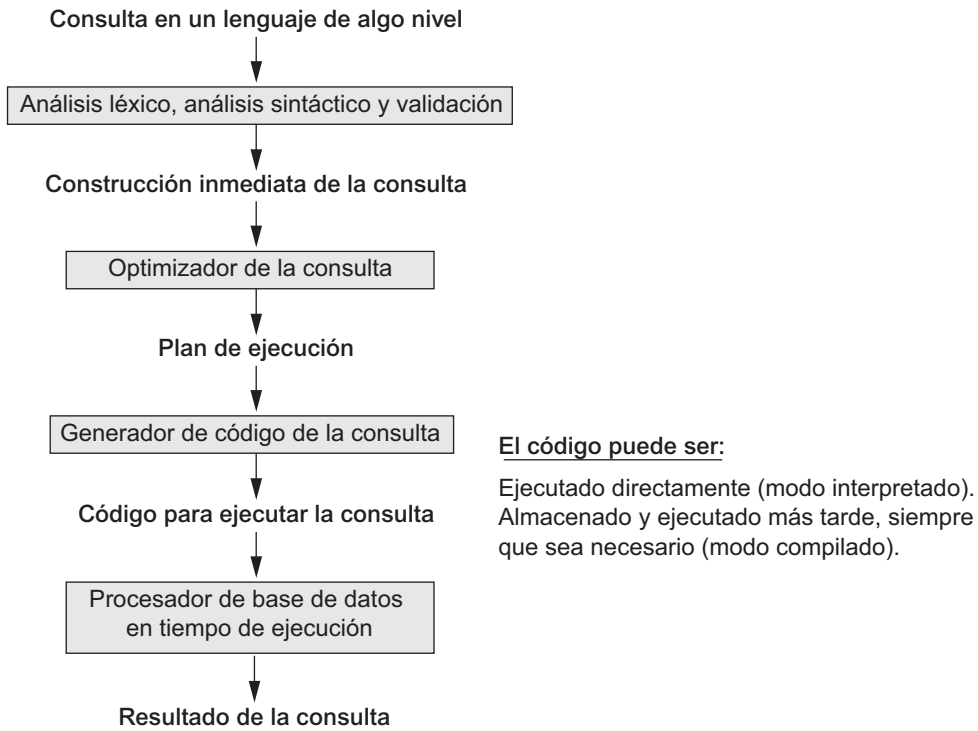 Consulta en un lenguaje de algo nivel
Análisis léxico, análisis sintáctico y validación
Construcción inmediata de la consulta
Optimizador de la consulta
Plan de ejecución
Generador de código de la consulta
El código puede ser:
Ejecutado directamente (modo interpretado).
Almacenado y ejecutado más tarde, siempre
que sea necesario (modo compilado).
Código para ejecutar la consulta
Procesador de base de datos
en tiempo de ejecución
Resultado de la consulta